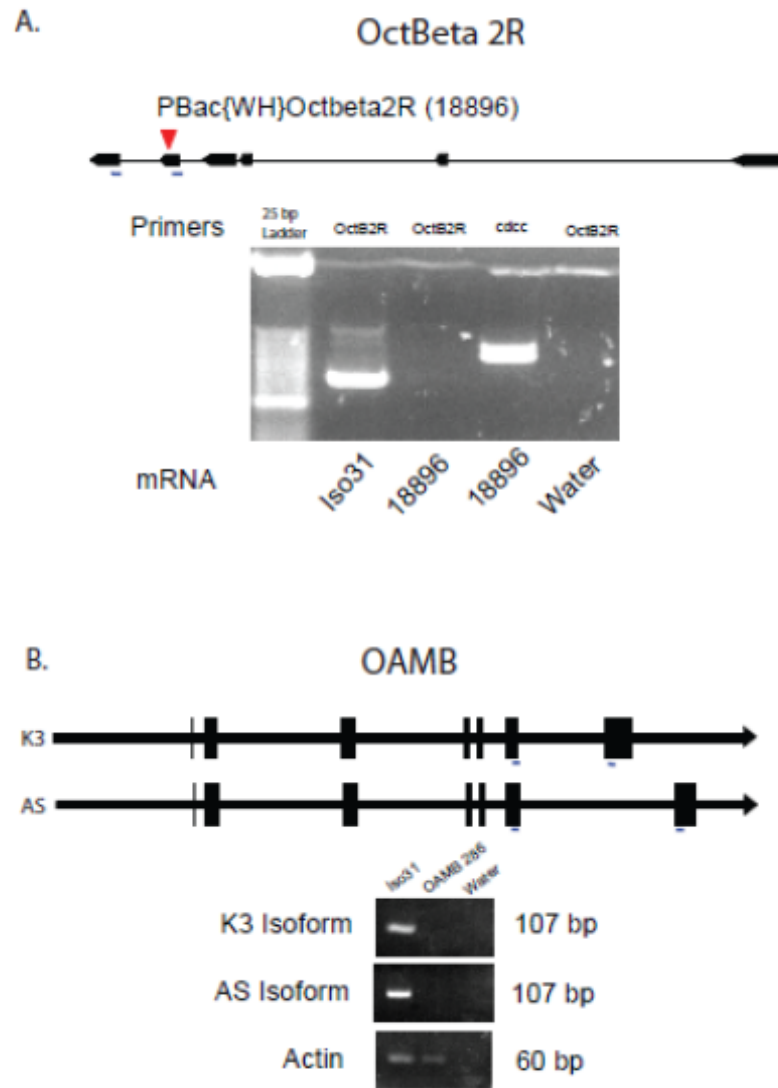 A.
OctBeta 2R
PBac{WH}Octbeta2R (18896)
Primers
25 bp
Ladder
OctB2R
OctB2R
cdcc
OctB2R
mRNA
Iso31
18896
18896
Water
B.
OAMB
K3
AS
Iso31
OAMB 286
Water
K3 Isoform
107 bp
AS Isoform
107 bp
Actin
60 bp